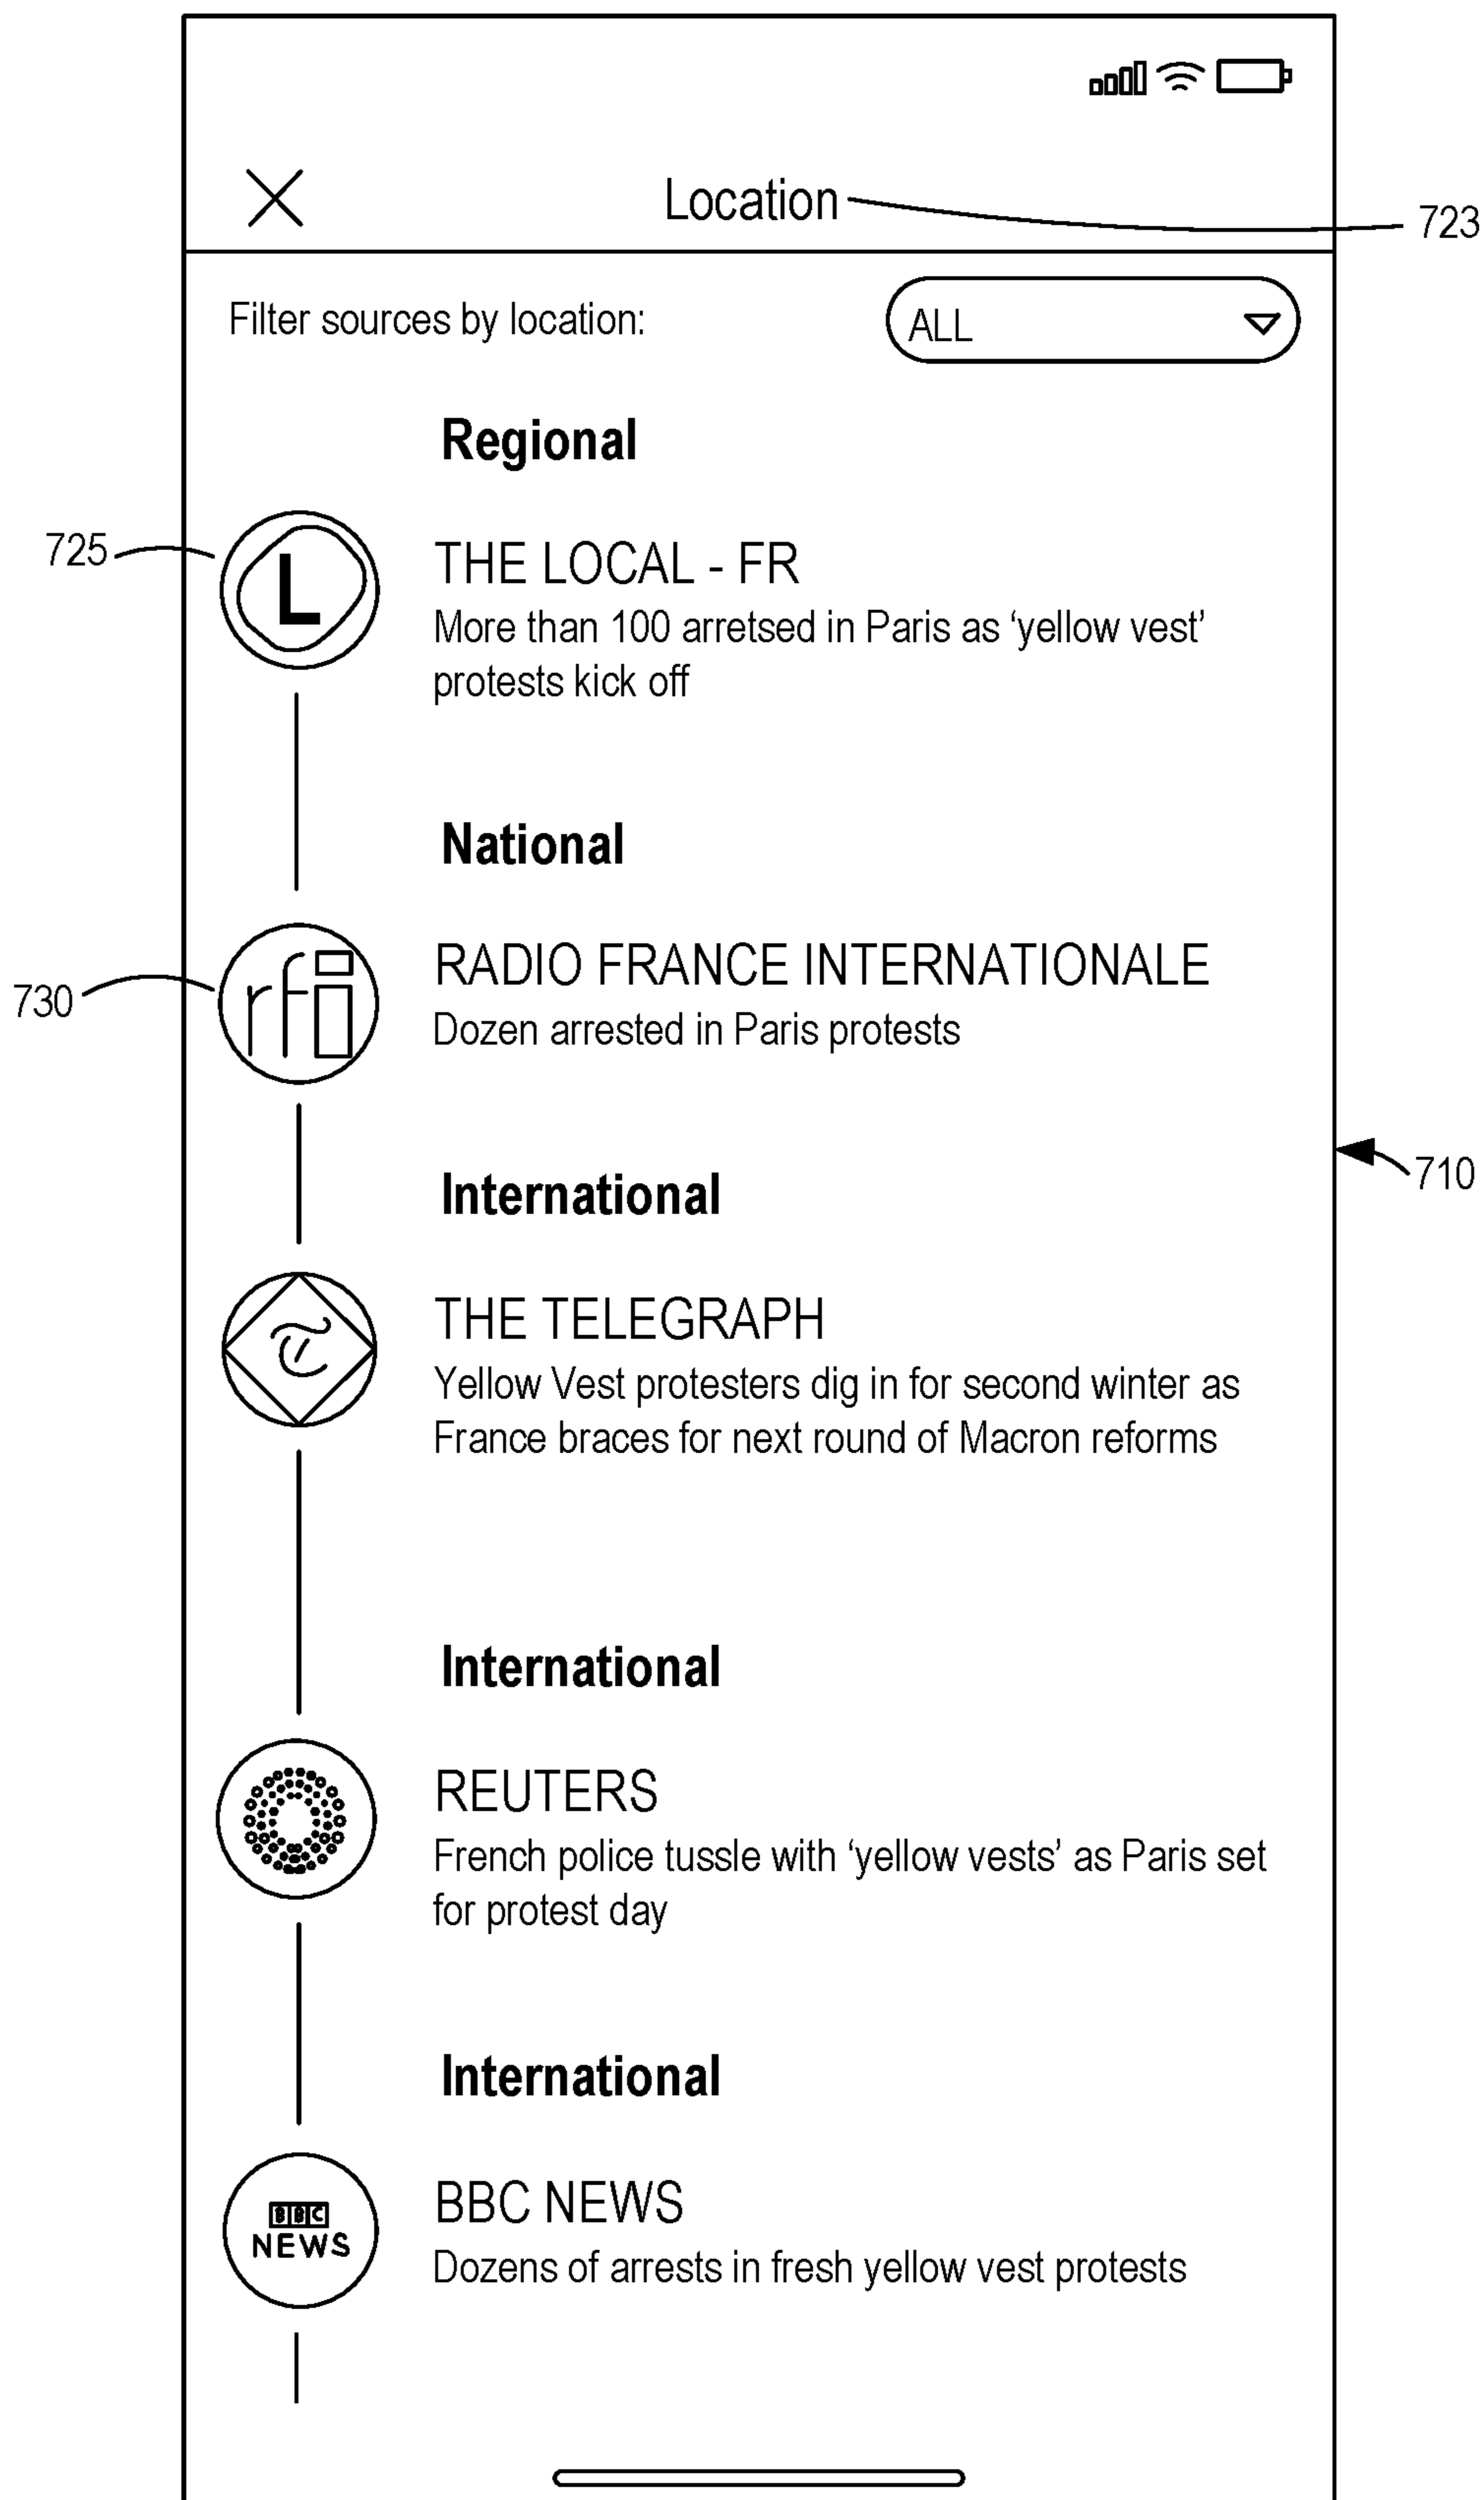 Location
723
Filter sources by location:
ALL
Regional
725
L
THE LOCAL - FR
More than 100 arretsed in Paris as ‘yellow vest’
protests kick off
National
730
rfi
RADIO FRANCE INTERNATIONALE
Dozen arrested in Paris protests
710
International
T
THE TELEGRAPH
Yellow Vest protesters dig in for second winter as
France braces for next round of Macron reforms
International
REUTERS
French police tussle with ‘yellow vests’ as Paris set
for protest day
International
BBC
NEWS
BBC NEWS
Dozens of arrests in fresh yellow vest protests